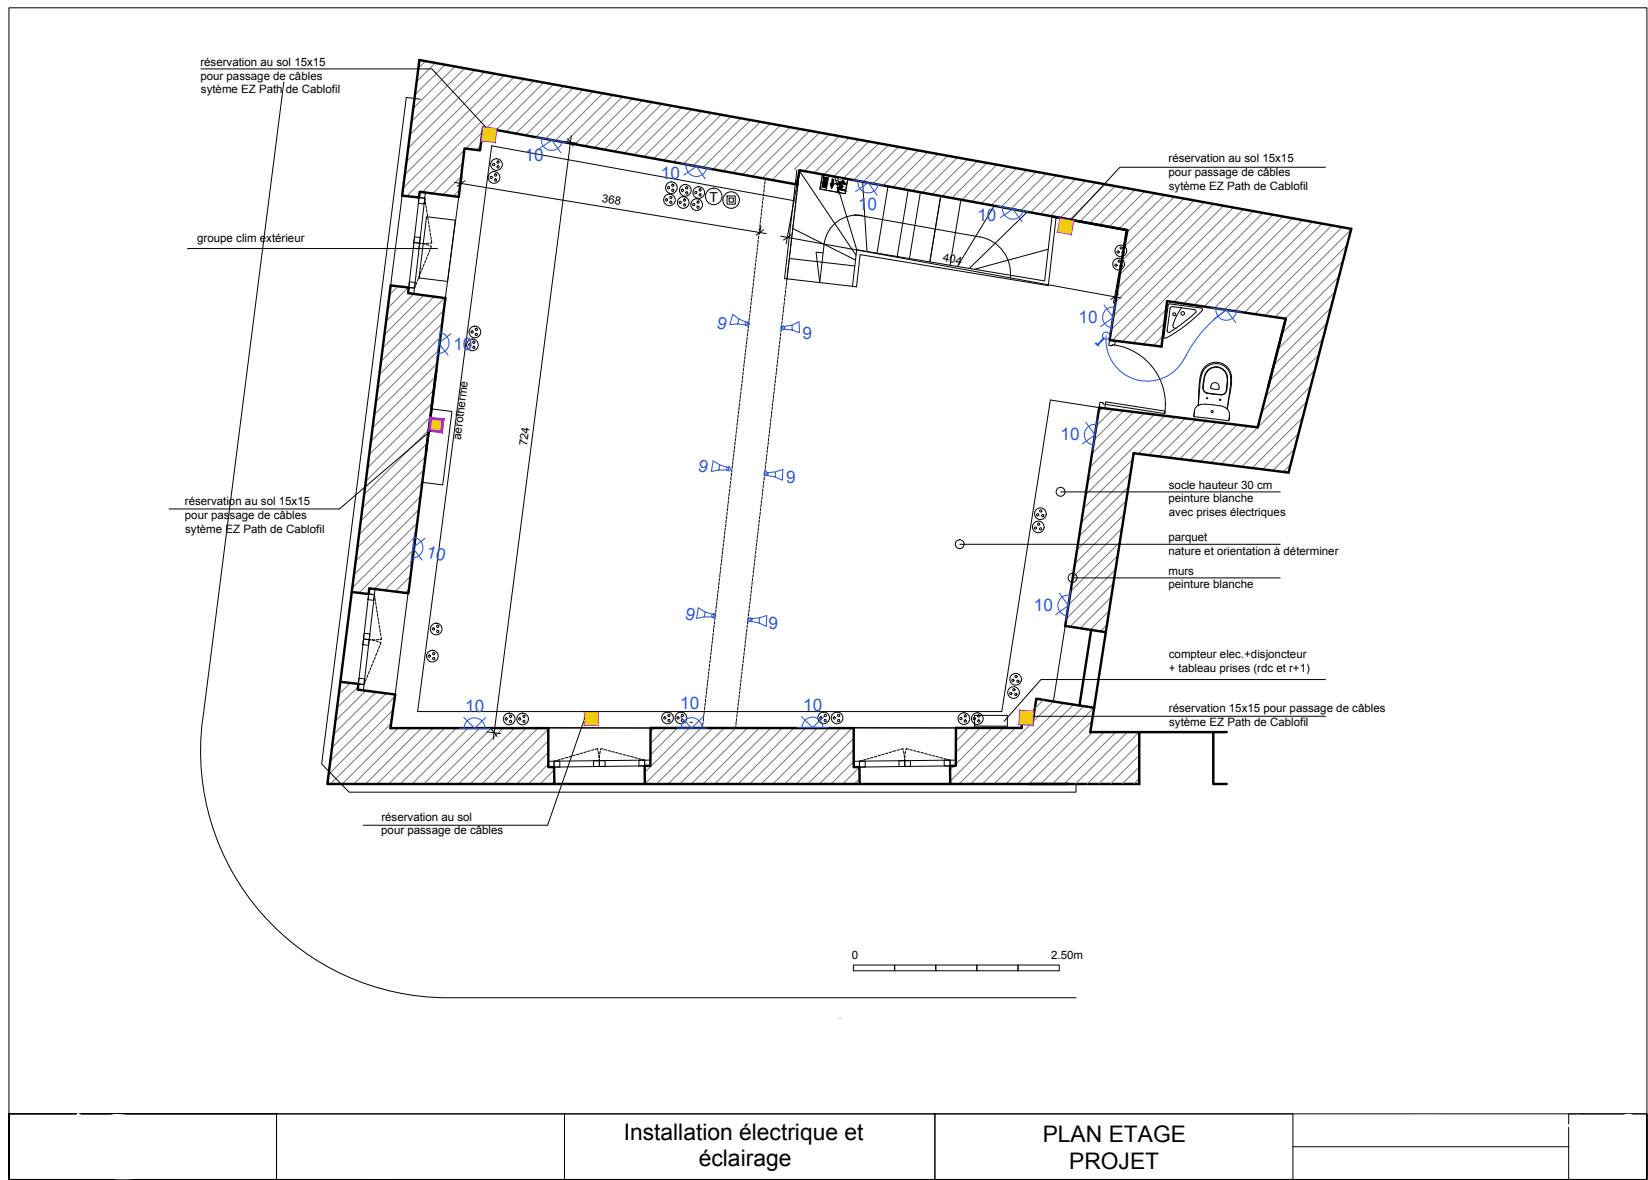 réservation au sol 15x15
pour passage de câbles
sytème EZ Path de Cablofil
réservation au sol 15x15
pour passage de câbles
sytème EZ Path de Cablofil
groupe clim extérieur
10
10
10
10
368
T
404
10
9
9
10
aerotherme
724
10
9
9
réservation au sol 15x15
pour passage de câbles
sytème EZ Path de Cablofil
socle hauteur 30 cm
peinture blanche
avec prises électriques
parquet
nature et orientation à déterminer
murs
peinture blanche
10
10
9
9
compteur elec.+disjoncteur
+ tableau prises (rdc et r+1)
10
10
10
réservation 15x15 pour passage de câbles
sytème EZ Path de Cablofil
réservation au sol
pour passage de câbles
0
2.50m
Installation électrique et
éclairage
PLAN ETAGE
PROJET